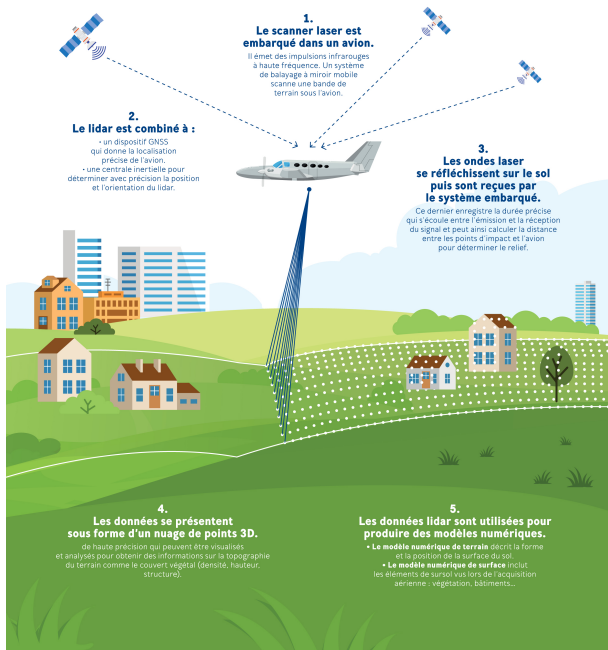 1.
Le scanner laser est
embarqué dans un avion.
Il émet des impulsions infrarouges
à haute fréquence. Un système
de balayage à miroir mobile
scanne une bande de
terrain sous l'avion.
2.
Le lidar est combiné à :
• un dispositif GNSS
qui donne la localisation
précise de l'avion.
• une centrale inertielle pour
déterminer avec précision la position
et l'orientation du lidar.
3.
Les ondes laser
se réfléchissent sur le sol
puis sont reçues par
le système embarqué.
Ce dernier enregistre la durée précise
qui s'écoule entre l'émission et la réception
du signal et peut ainsi calculer la distance
entre les points d'impact et l'avion
pour déterminer le relief.
4.
Les données se présentent
sous forme d'un nuage de points 3D.
de haute précision qui peuvent être visualisés
et analysés pour obtenir des informations sur la topographie
du terrain comme le couvert végétal (densité, hauteur,
structure).
5.
Les données lidar sont utilisées pour
produire des modèles numériques.
• Le modèle numérique de terrain décrit la forme
et la position de la surface du sol.
• Le modèle numérique de surface inclut
les éléments de sursol vus lors de l'acquisition
aérienne : végétation, bâtiments...